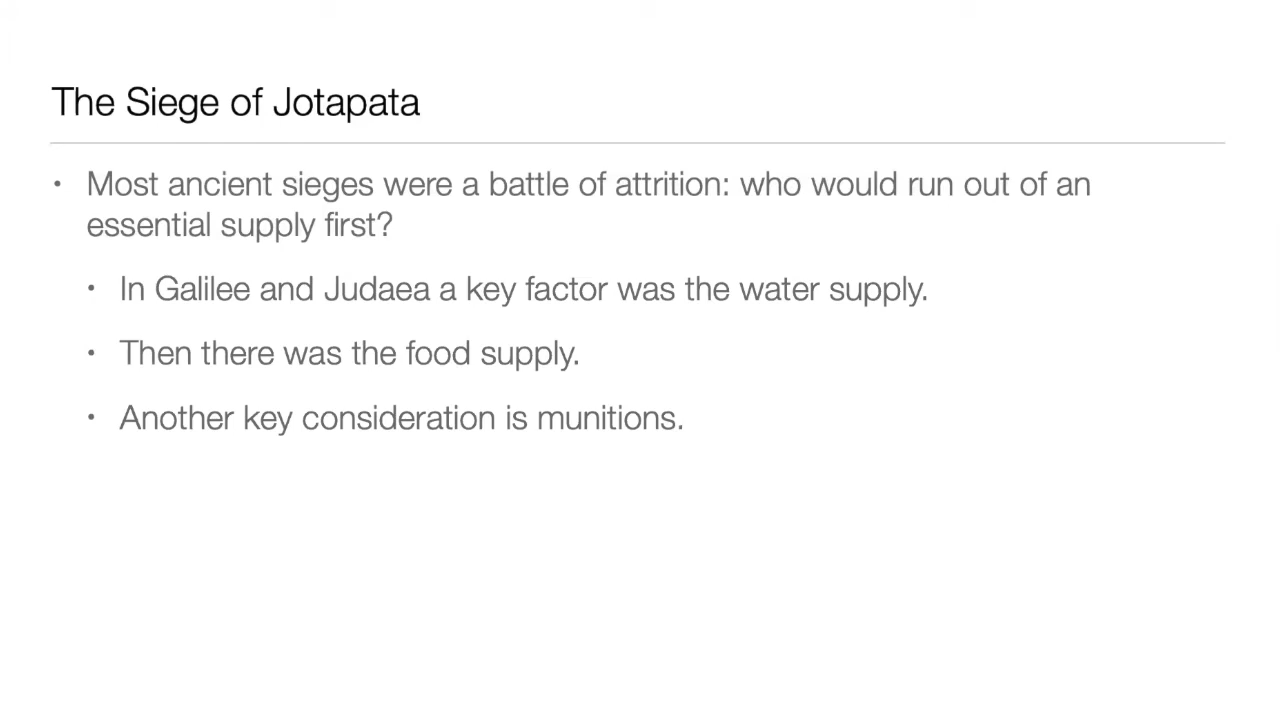 The Siege of Jotapata
• Most ancient sieges were a battle of attrition: who would run out of an
essential supply first?
• In Galilee and Judaea a key factor was the water supply.
• Then there was the food supply.
• Another key consideration is munitions.